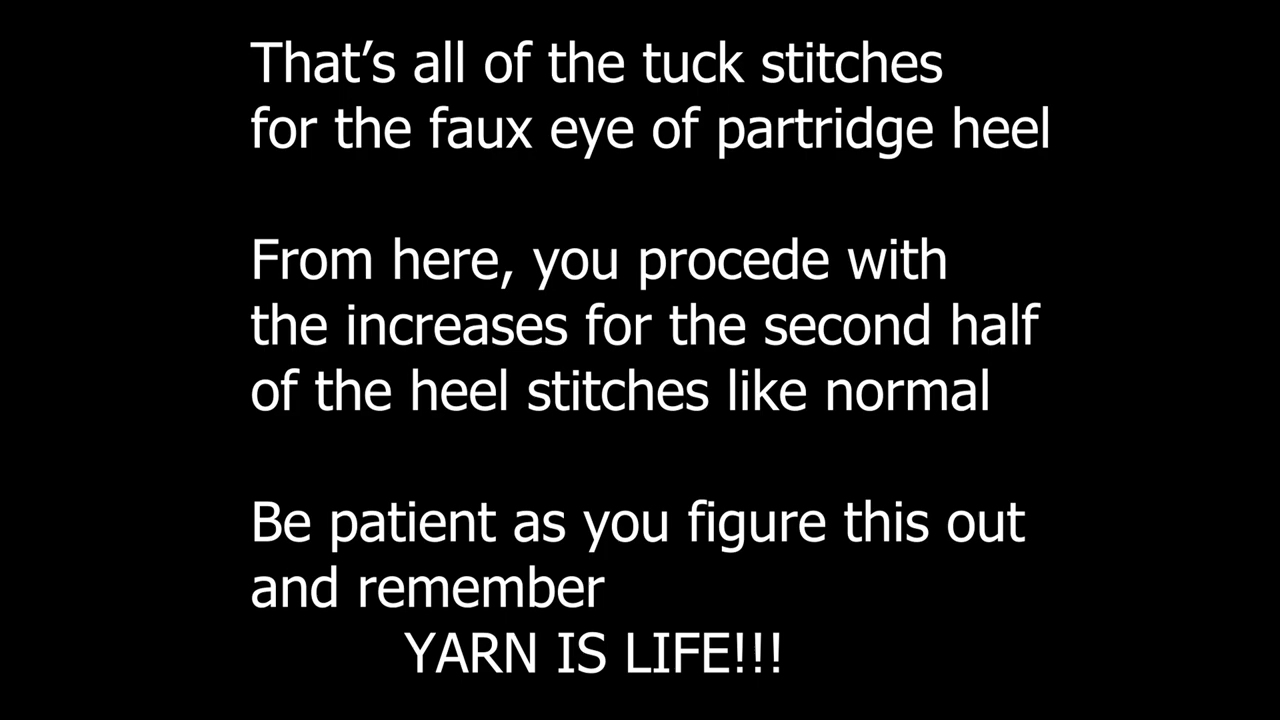 That’s all of the tuck stitches
for the faux eye of partridge heel
From here, you procede with
the increases for the second half
of the heel stitches like normal
Be patient as you figure this out
and remember
YARN IS LIFE!!!